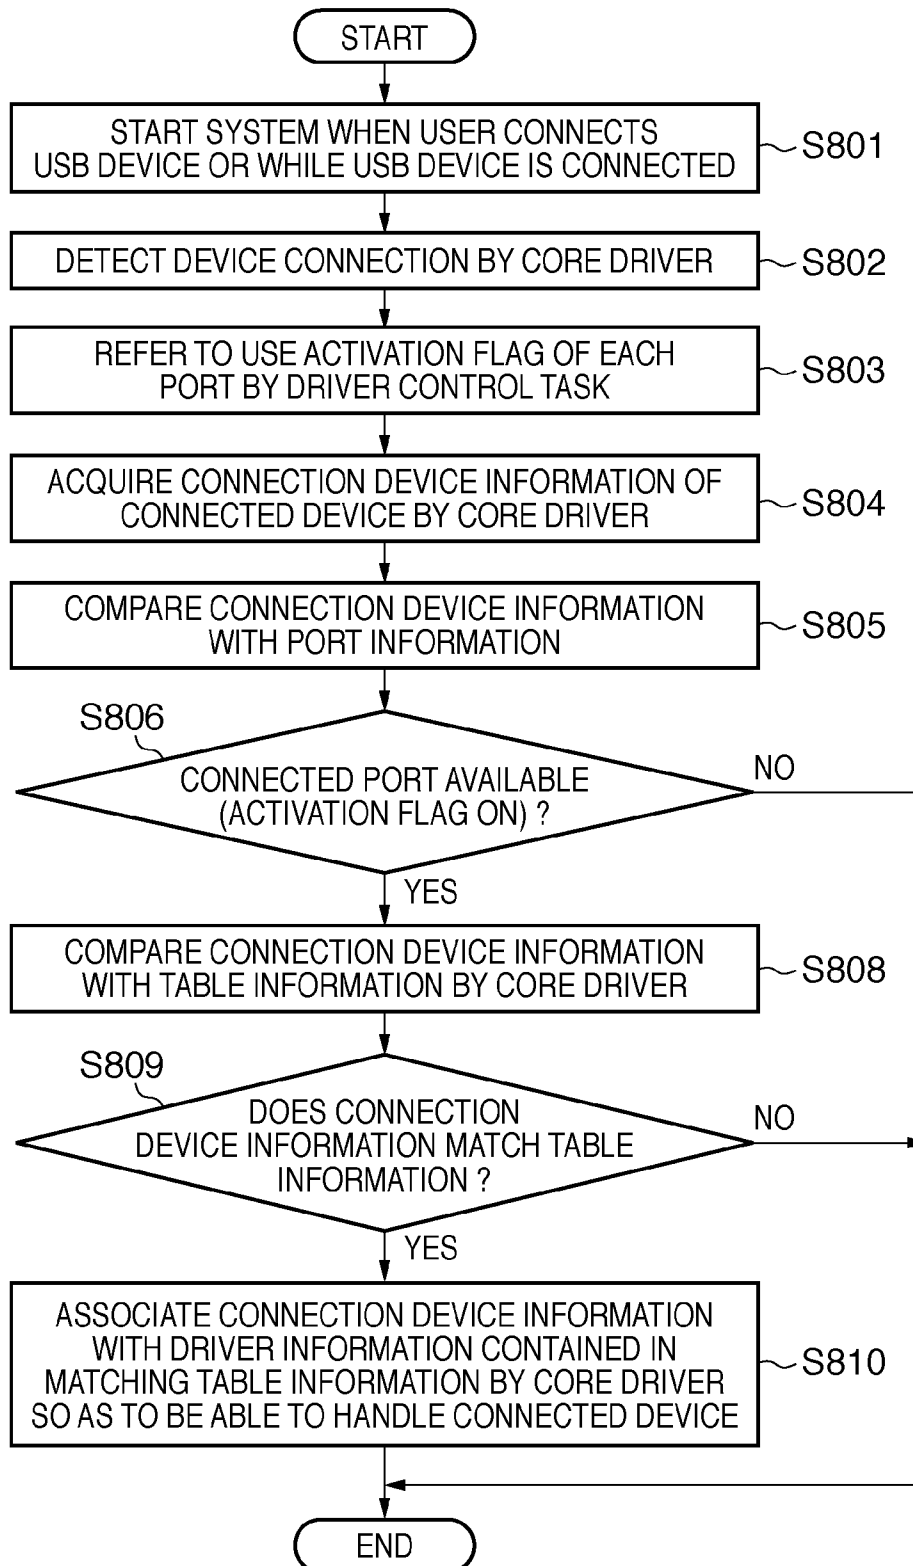 START
START SYSTEM WHEN USER CONNECTS
USB DEVICE OR WHILE USB DEVICE IS CONNECTED
S801
DETECT DEVICE CONNECTION BY CORE DRIVER
S802
REFER TO USE ACTIVATION FLAG OF EACH
PORT BY DRIVER CONTROL TASK
S803
ACQUIRE CONNECTION DEVICE INFORMATION OF
CONNECTED DEVICE BY CORE DRIVER
S804
COMPARE CONNECTION DEVICE INFORMATION
WITH PORT INFORMATION
S805
S806
CONNECTED PORT AVAILABLE
(ACTIVATION FLAG ON) ?
NO
YES
COMPARE CONNECTION DEVICE INFORMATION
WITH TABLE INFORMATION BY CORE DRIVER
S808
S809
DOES CONNECTION
DEVICE INFORMATION MATCH TABLE
INFORMATION ?
NO
YES
ASSOCIATE CONNECTION DEVICE INFORMATION
WITH DRIVER INFORMATION CONTAINED IN
MATCHING TABLE INFORMATION BY CORE DRIVER
SO AS TO BE ABLE TO HANDLE CONNECTED DEVICE
S810
END